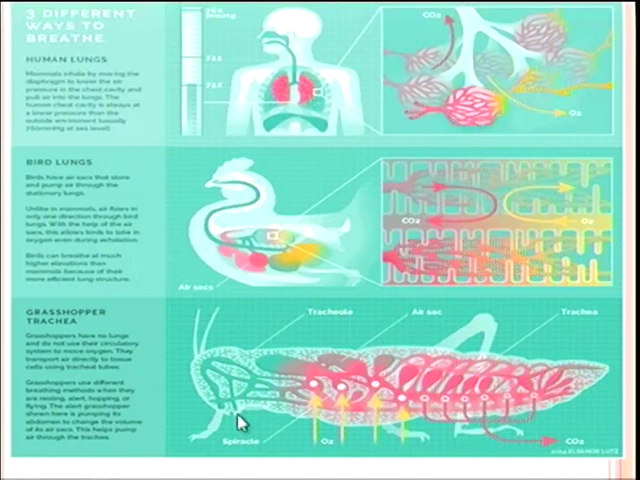 3 DIFFERENT
WAYS TO
BREATHE
HUMAN LUNGS
Mammals inhale by moving the
diaphragm to lower the air
pressure in the chest cavity and
pull air into the lungs. The
human chest cavity is always at
a lower pressure than the
outside environment (usually
760mmHg at sea level).
CO2
O2
BIRD LUNGS
Birds have air sacs that store
and pump air through the
stationary lungs.
Unlike in mammals, air flows in
only one direction through bird
lungs. With the help of the air
sacs, this allows birds to take in
oxygen even during exhalation.
Birds can breathe at much
higher elevations than
mammals because of their
more efficient lung structure.
Air sacs
CO2
O2
GRASSHOPPER
TRACHEA
Grasshoppers have no lungs
and do not use their circulatory
system to move oxygen. They
transport air directly to tissue
cells using tracheal tubes.
Grasshoppers use different
breathing methods when they
are resting, alert, hopping, or
flying. The alert grasshopper
shown here is pumping its
abdomen to change the volume
of its air sacs. This helps pump
air through the trachea.
Tracheole
Air sac
Trachea
Spiracle
O2
CO2
2014 ELEANOR LUTZ